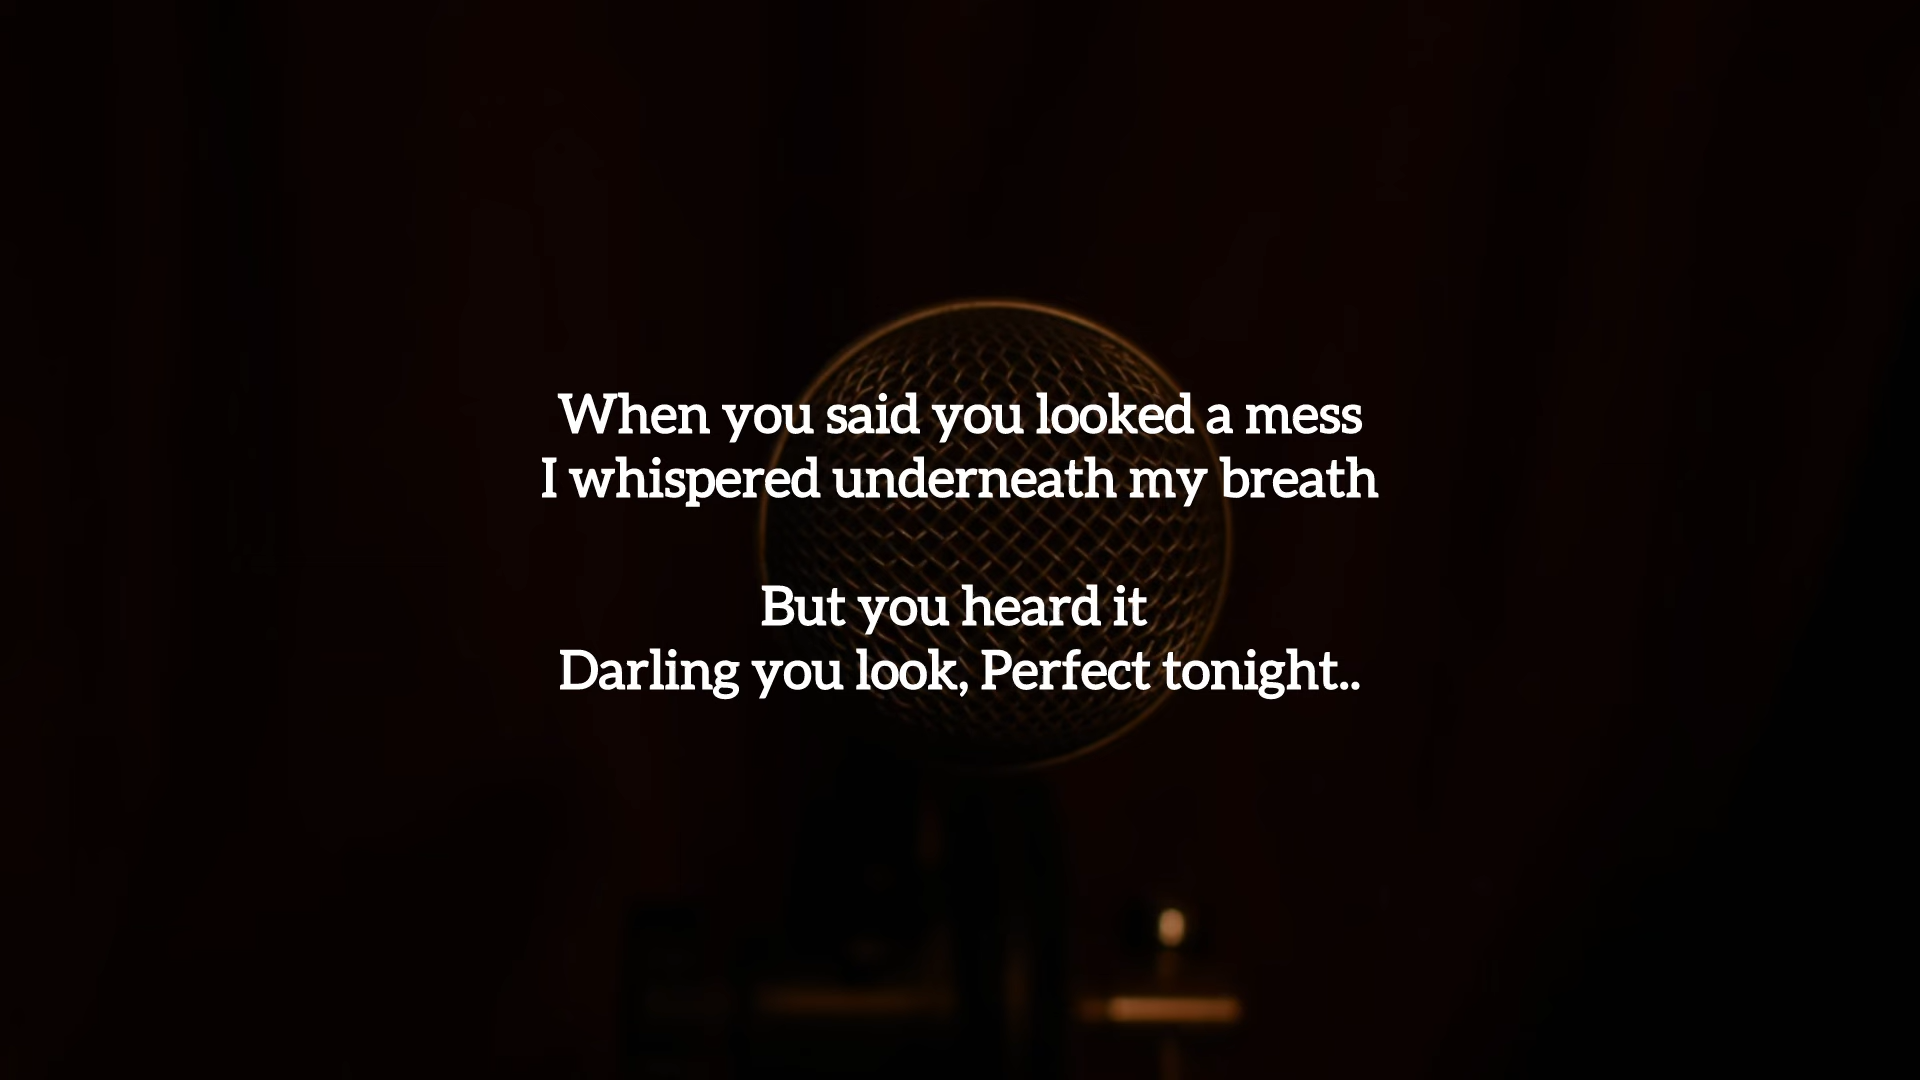 When you said you looked a mess
I whispered underneath my breath
But you heard it
Darling you look, Perfect tonight..